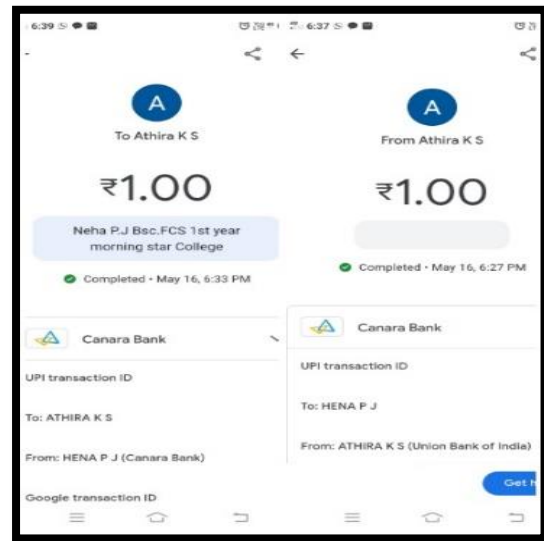 6:39
A
To Athira K S
₹1.00
Neha P.J Bsc.FCS 1st year
morning star College
Completed • May 16, 6:33 PM
Canara Bank
UPI transaction ID
To: ATHIRA K S
From: HENA P J (Canara Bank)
Google transaction ID
6:37
A
From Athira K S
₹1.00
Completed • May 16, 6:27 PM
Canara Bank
UPI transaction ID
To: HENA P J
From: ATHIRA K S (Union Bank of India)
Get